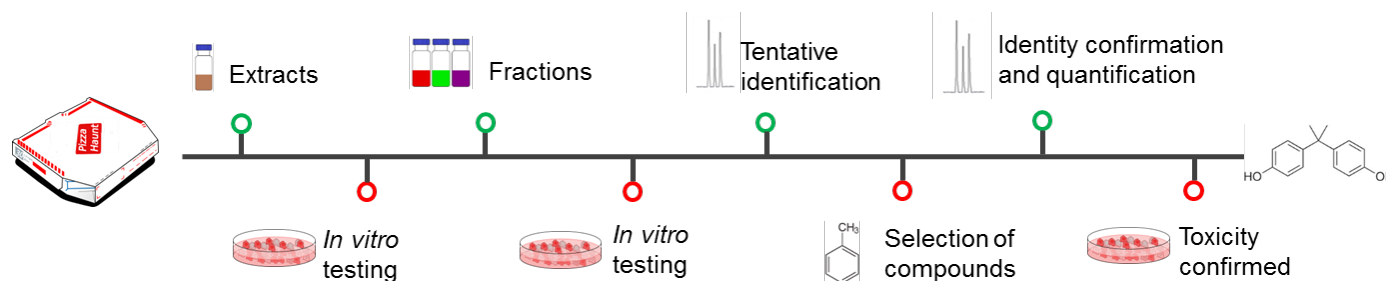 Extracts
Fractions
Tentative
identification
Identity confirmation
and quantification
Pizza
Haunt
HO
O
In vitro
testing
In vitro
testing
CH3
Selection of
compounds
Toxicity
confirmed